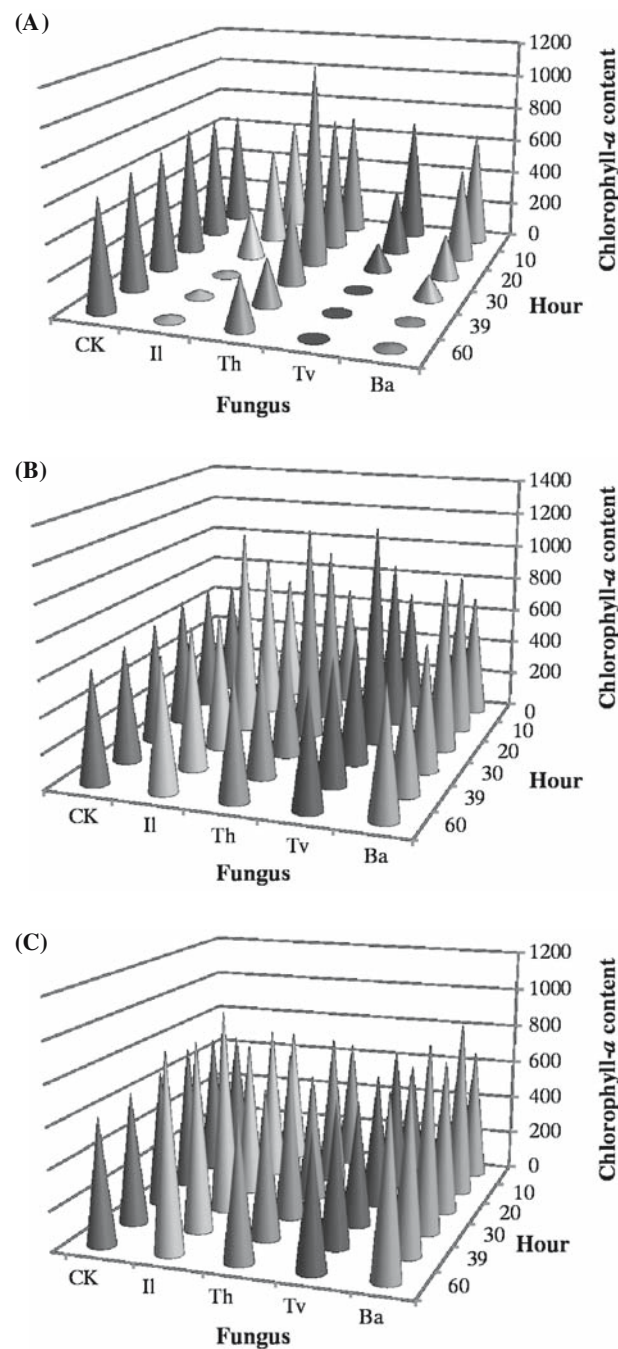 (A)
1200
1000
800
600
400
200
0
Chlorophyll-a content
10
20
30
39
60
Hour
CK
Il
Th
Tv
Ba
Fungus
(B)
1400
1200
1000
800
600
400
200
0
Chlorophyll-a content
10
20
30
39
60
Hour
CK
Il
Th
Tv
Ba
Fungus
(C)
1200
1000
800
600
400
200
0
Chlorophyll-a content
10
20
30
39
60
Hour
CK
Il
Th
Tv
Ba
Fungus